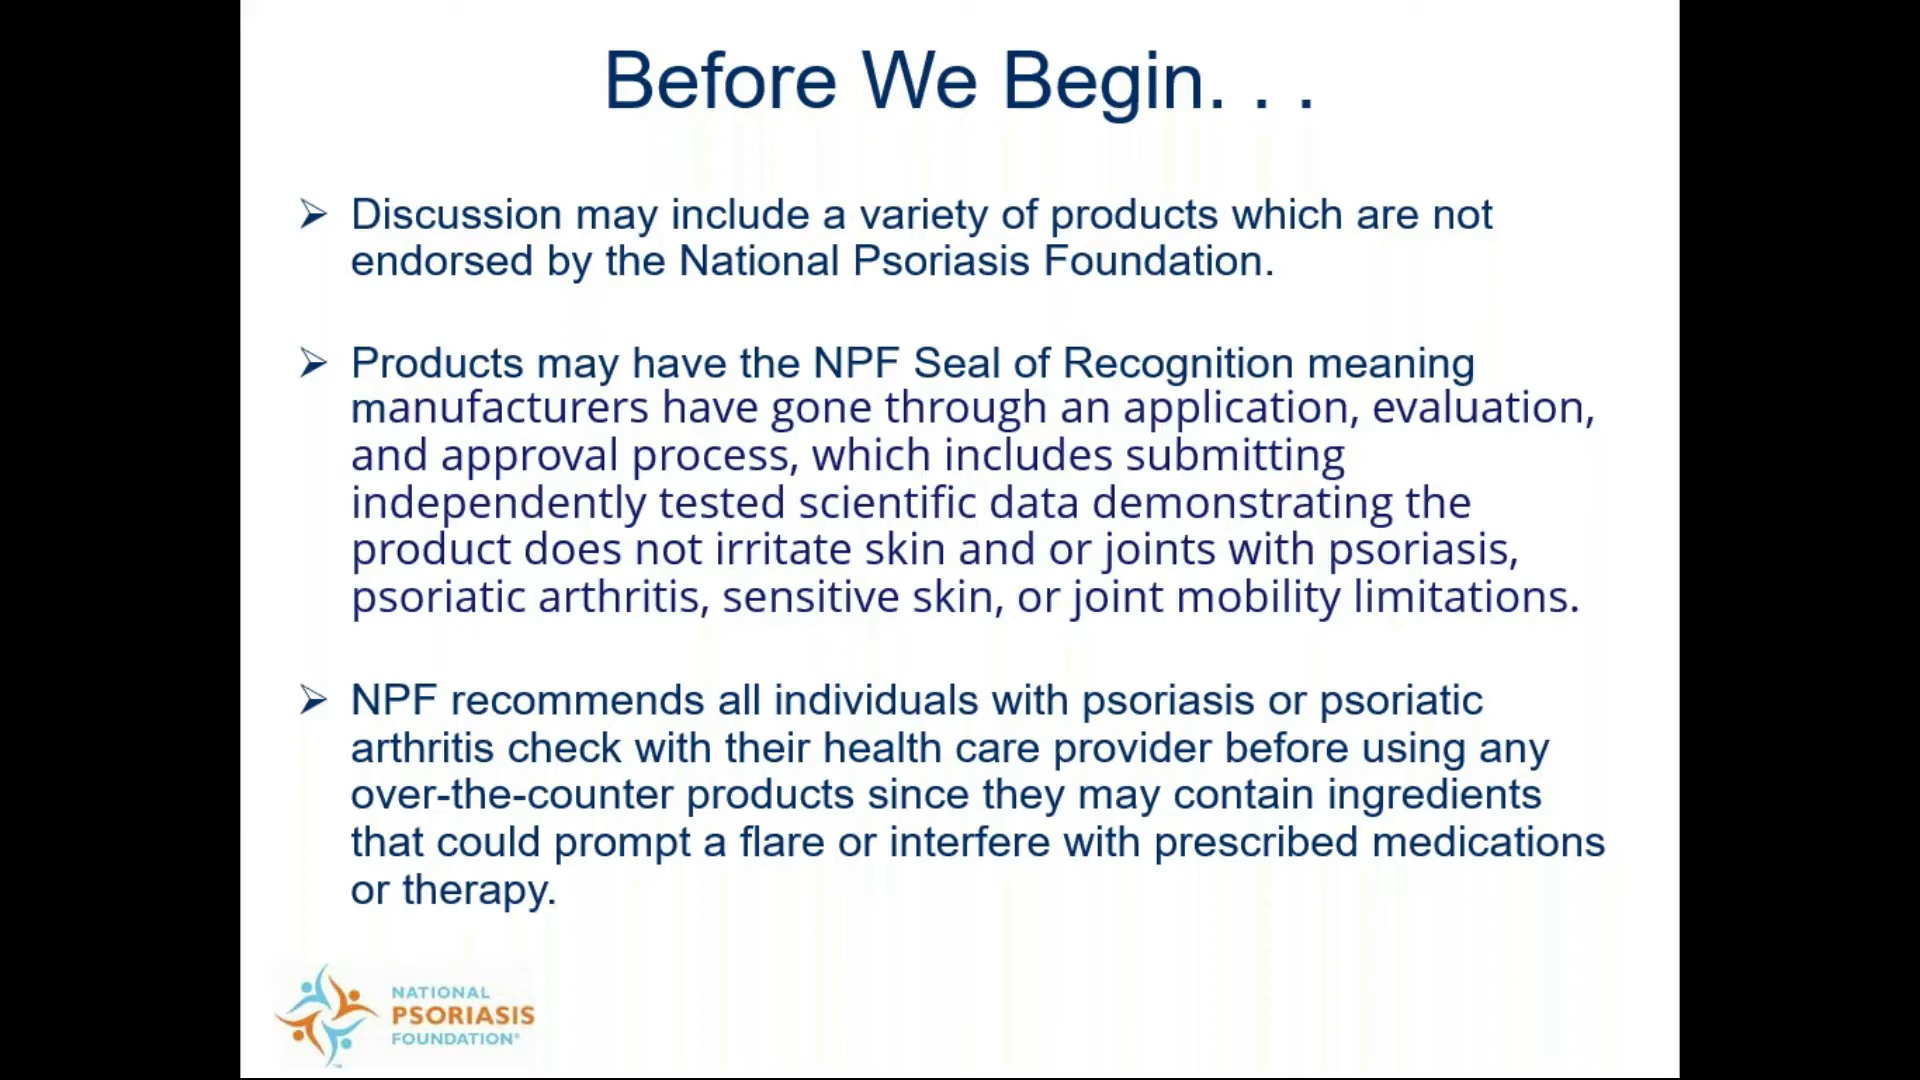 Before We Begin. . .
➢ Discussion may include a variety of products which are not
endorsed by the National Psoriasis Foundation.
➢ Products may have the NPF Seal of Recognition meaning
manufacturers have gone through an application, evaluation,
and approval process, which includes submitting
independently tested scientific data demonstrating the
product does not irritate skin and or joints with psoriasis,
psoriatic arthritis, sensitive skin, or joint mobility limitations.
➢ NPF recommends all individuals with psoriasis or psoriatic
arthritis check with their health care provider before using any
over-the-counter products since they may contain ingredients
that could prompt a flare or interfere with prescribed medications
or therapy.
NATIONAL
PSORIASIS
FOUNDATION®